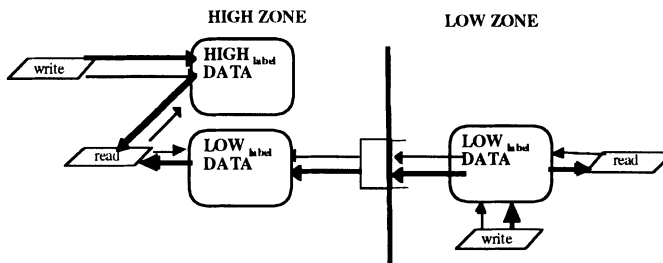 HIGH ZONE
LOW ZONE
write
HIGH label
DATA
read
LOW label
DATA
LOW label
DATA
read
write